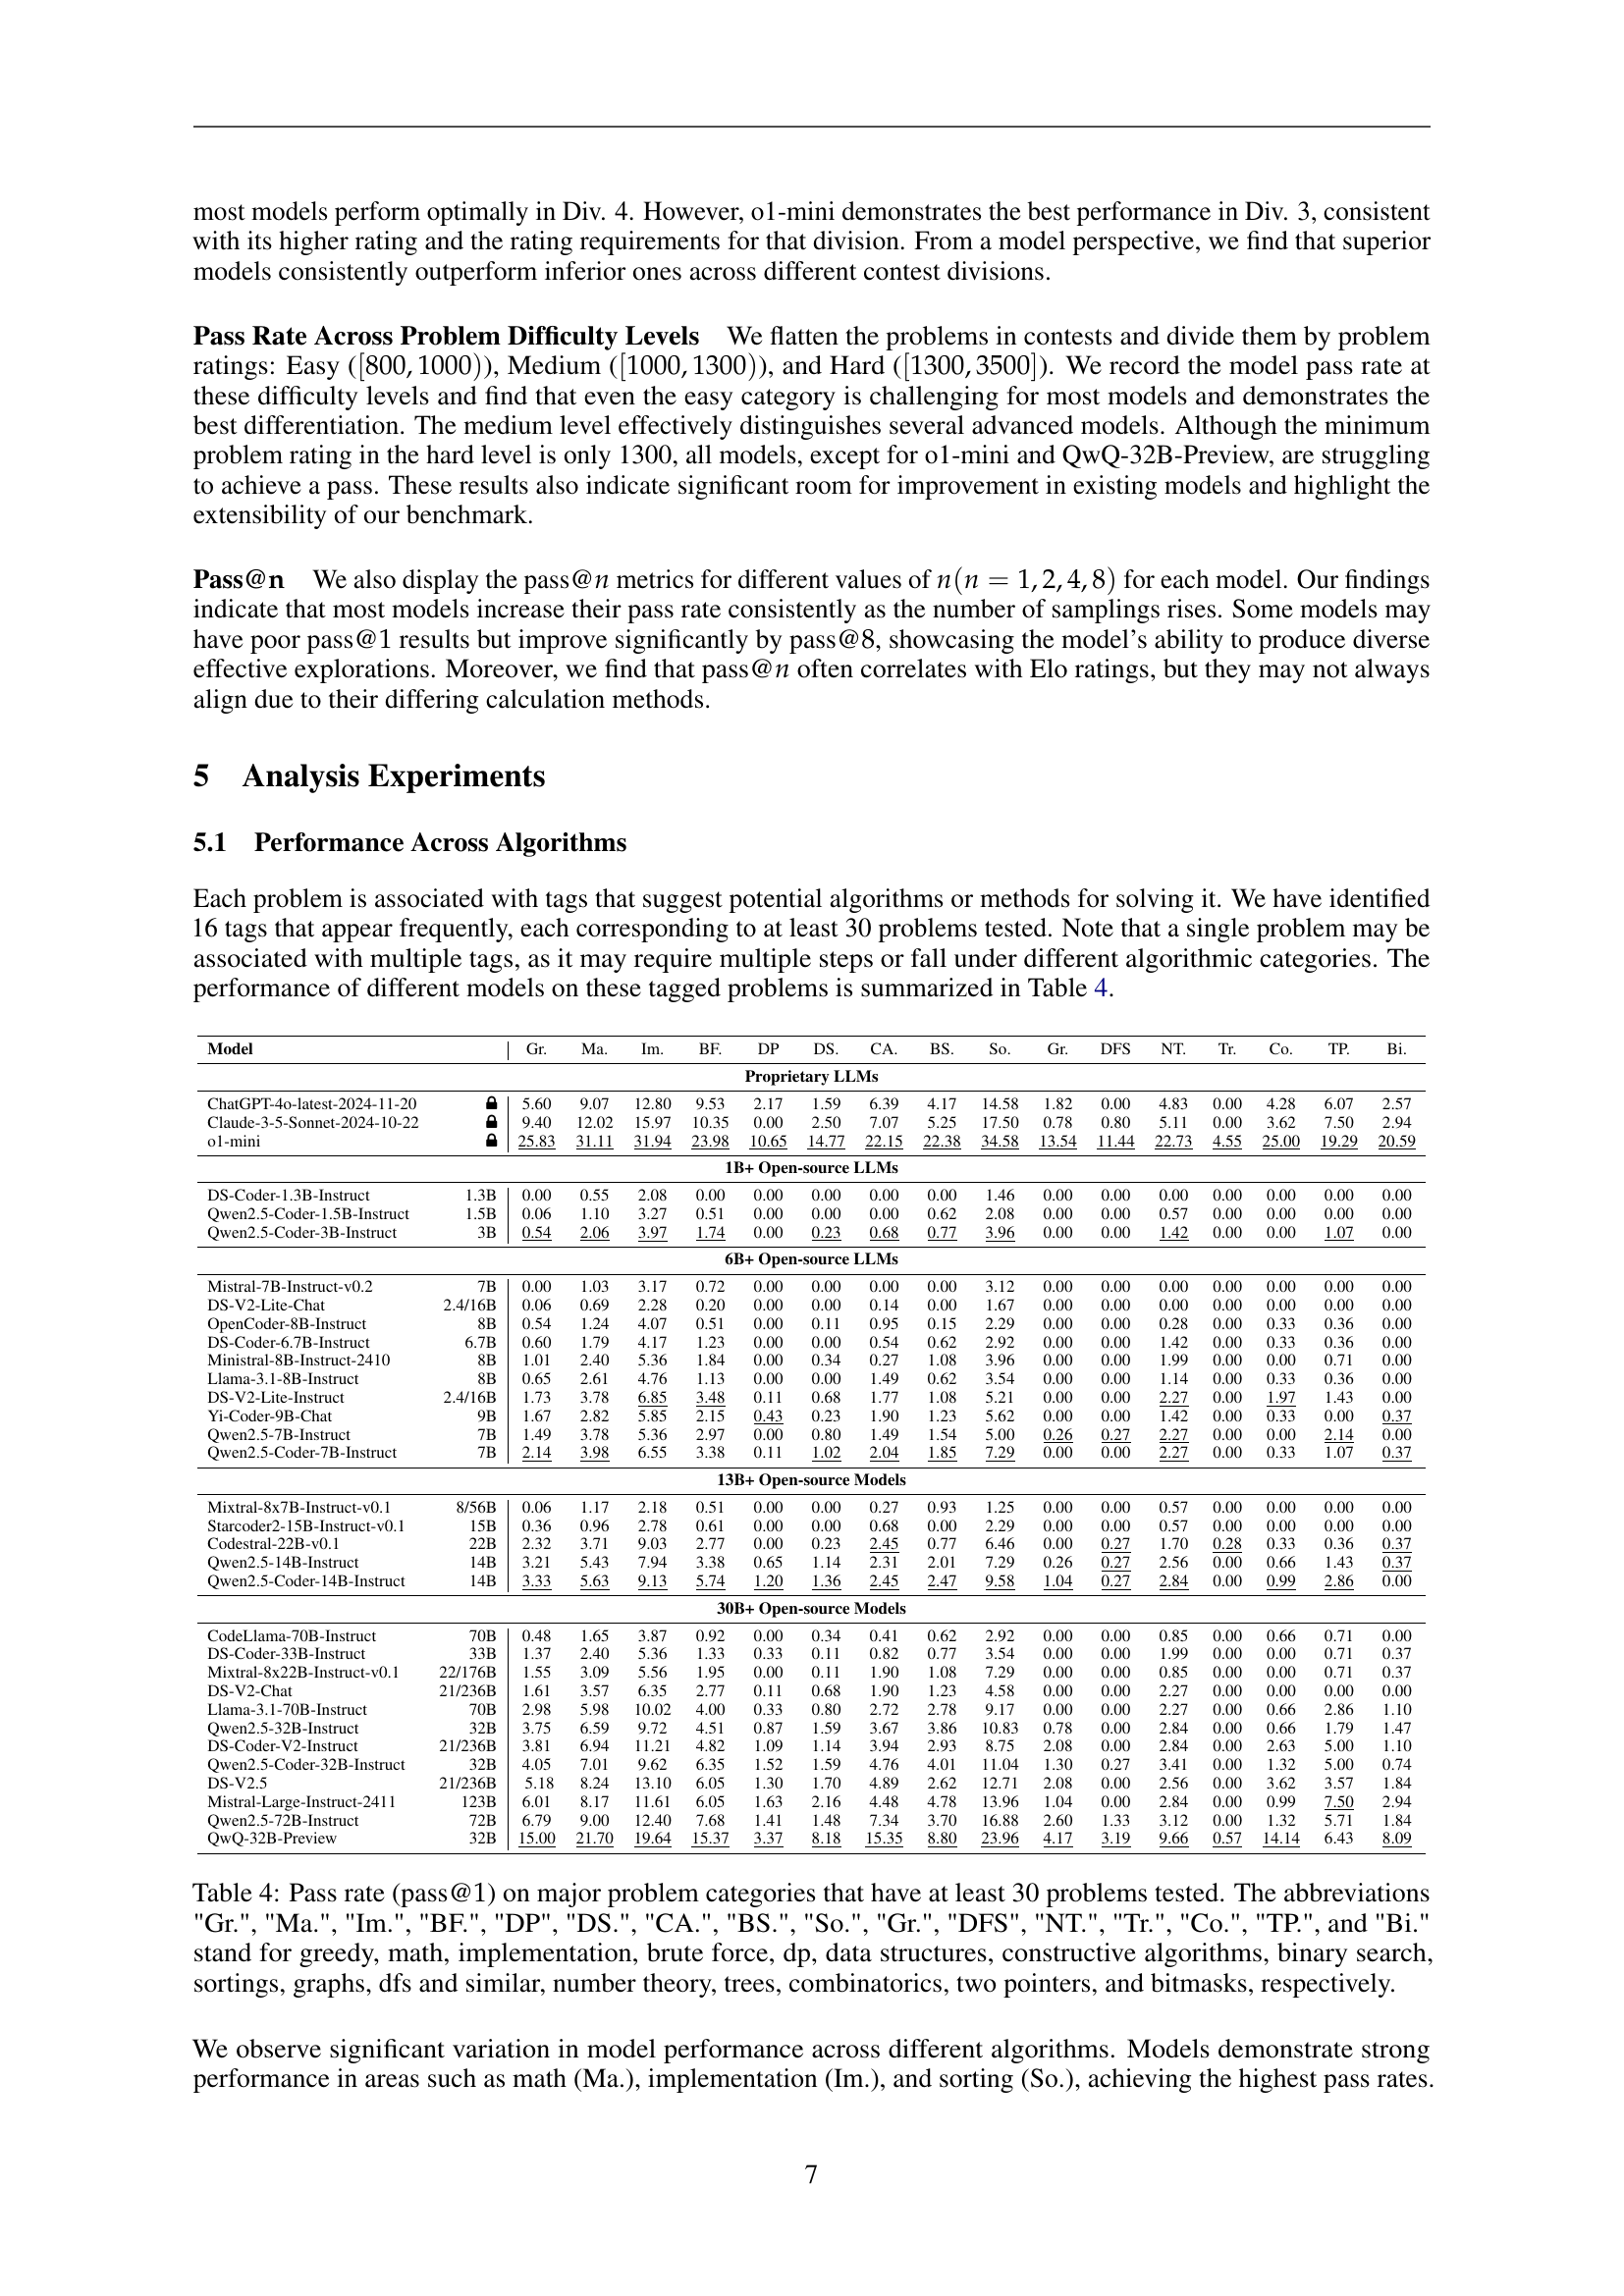 most models perform optimally in Div. 4. However, o1-mini demonstrates the best performance in Div. 3, consistent
with its higher rating and the rating requirements for that division. From a model perspective, we find that superior
models consistently outperform inferior ones across different contest divisions.
Pass Rate Across Problem Difficulty Levels We flatten the problems in contests and divide them by problem
ratings: Easy ([800, 1000)), Medium ([1000, 1300)), and Hard ([1300, 3500]). We record the model pass rate at
these difficulty levels and find that even the easy category is challenging for most models and demonstrates the
best differentiation. The medium level effectively distinguishes several advanced models. Although the minimum
problem rating in the hard level is only 1300, all models, except for o1-mini and QwQ-32B-Preview, are struggling
to achieve a pass. These results also indicate significant room for improvement in existing models and highlight the
extensibility of our benchmark.
Pass@n We also display the pass@n metrics for different values of n(n = 1, 2, 4, 8) for each model. Our findings
indicate that most models increase their pass rate consistently as the number of samplings rises. Some models may
have poor pass@1 results but improve significantly by pass@8, showcasing the model's ability to produce diverse
effective explorations. Moreover, we find that pass@n often correlates with Elo ratings, but they may not always
align due to their differing calculation methods.
5 Analysis Experiments
5.1 Performance Across Algorithms
Each problem is associated with tags that suggest potential algorithms or methods for solving it. We have identified
16 tags that appear frequently, each corresponding to at least 30 problems tested. Note that a single problem may be
associated with multiple tags, as it may require multiple steps or fall under different algorithmic categories. The
performance of different models on these tagged problems is summarized in Table 4.
Model Gr. Ma. Im. BF. DP DS. CA. BS. So. Gr. DFS NT. Tr. Co. TP. Bi.
Proprietary LLMs
ChatGPT-4o-latest-2024-11-20 5.60 9.07 12.80 9.53 2.17 1.59 6.39 4.17 14.58 1.82 0.00 4.83 0.00 4.28 6.07 2.57
Claude-3-5-Sonnet-2024-10-22 9.40 12.02 15.97 10.35 0.00 2.50 7.07 5.25 17.50 0.78 0.80 5.11 0.00 3.62 7.50 2.94
o1-mini 25.83 31.11 31.94 23.98 10.65 14.77 22.15 22.38 34.58 13.54 11.44 22.73 4.55 25.00 19.29 20.59
1B+ Open-source LLMs
DS-Coder-1.3B-Instruct 1.3B 0.00 0.55 2.08 0.00 0.00 0.00 0.00 0.00 1.46 0.00 0.00 0.00 0.00 0.00 0.00 0.00
Qwen2.5-Coder-1.5B-Instruct 1.5B 0.06 1.10 3.27 0.51 0.00 0.00 0.00 0.62 2.08 0.00 0.00 0.57 0.00 0.00 0.00 0.00
Qwen2.5-Coder-3B-Instruct 3B 0.54 2.06 3.97 1.74 0.00 0.23 0.68 0.77 3.96 0.00 0.00 1.42 0.00 0.00 1.07 0.00
6B+ Open-source LLMs
Mistral-7B-Instruct-v0.2 7B 0.00 1.03 3.17 0.72 0.00 0.00 0.00 0.00 3.12 0.00 0.00 0.00 0.00 0.00 0.00 0.00
DS-V2-Lite-Chat 2.4/16B 0.06 0.69 2.28 0.20 0.00 0.00 0.14 0.00 1.67 0.00 0.00 0.00 0.00 0.00 0.00 0.00
OpenCoder-8B-Instruct 8B 0.54 1.24 4.07 0.51 0.00 0.11 0.95 0.15 2.29 0.00 0.00 0.28 0.00 0.33 0.36 0.00
DS-Coder-6.7B-Instruct 6.7B 0.60 1.79 4.17 1.23 0.00 0.00 0.54 0.62 2.92 0.00 0.00 1.42 0.00 0.33 0.36 0.00
Ministral-8B-Instruct-2410 8B 1.01 2.40 5.36 1.84 0.00 0.34 0.27 1.08 3.96 0.00 0.00 1.99 0.00 0.00 0.71 0.00
Llama-3.1-8B-Instruct 8B 0.65 2.61 4.76 1.13 0.00 0.00 1.49 0.62 3.54 0.00 0.00 1.14 0.00 0.33 0.36 0.00
DS-V2-Lite-Instruct 2.4/16B 1.73 3.78 6.85 3.48 0.11 0.68 1.77 1.08 5.21 0.00 0.00 2.27 0.00 1.97 1.43 0.00
Yi-Coder-9B-Chat 9B 1.67 2.82 5.85 2.15 0.43 0.23 1.90 1.23 5.62 0.00 0.00 1.42 0.00 0.33 0.00 0.37
Qwen2.5-7B-Instruct 7B 1.49 3.78 5.36 2.97 0.00 0.80 1.49 1.54 5.00 0.26 0.27 2.27 0.00 0.00 2.14 0.00
Qwen2.5-Coder-7B-Instruct 7B 2.14 3.98 6.55 3.38 0.11 1.02 2.04 1.85 7.29 0.00 0.00 2.27 0.00 0.33 1.07 0.37
13B+ Open-source Models
Mixtral-8x7B-Instruct-v0.1 8/56B 0.06 1.17 2.18 0.51 0.00 0.00 0.27 0.93 1.25 0.00 0.00 0.57 0.00 0.00 0.00 0.00
Starcoder2-15B-Instruct-v0.1 15B 0.36 0.96 2.78 0.61 0.00 0.00 0.68 0.00 2.29 0.00 0.00 0.57 0.00 0.00 0.00 0.00
Codestral-22B-v0.1 22B 2.32 3.71 9.03 2.77 0.00 0.23 2.45 0.77 6.46 0.00 0.27 1.70 0.28 0.33 0.36 0.37
Qwen2.5-14B-Instruct 14B 3.21 5.43 7.94 3.38 0.65 1.14 2.31 2.01 7.29 0.26 0.27 2.56 0.00 0.66 1.43 0.37
Qwen2.5-Coder-14B-Instruct 14B 3.33 5.63 9.13 5.74 1.20 1.36 2.45 2.47 9.58 1.04 0.27 2.84 0.00 0.99 2.86 0.00
30B+ Open-source Models
CodeLlama-70B-Instruct 70B 0.48 1.65 3.87 0.92 0.00 0.34 0.41 0.62 2.92 0.00 0.00 0.85 0.00 0.66 0.71 0.00
DS-Coder-33B-Instruct 33B 1.37 2.40 5.36 1.33 0.33 0.11 0.82 0.77 3.54 0.00 0.00 1.99 0.00 0.00 0.71 0.37
Mixtral-8x22B-Instruct-v0.1 22/176B 1.55 3.09 5.56 1.95 0.00 0.11 1.90 1.08 7.29 0.00 0.00 0.85 0.00 0.00 0.71 0.37
DS-V2-Chat 21/236B 1.61 3.57 6.35 2.77 0.11 0.68 1.90 1.23 4.58 0.00 0.00 2.27 0.00 0.00 0.00 0.00
Llama-3.1-70B-Instruct 70B 2.98 5.98 10.02 4.00 0.33 0.80 2.72 2.78 9.17 0.00 0.00 2.27 0.00 0.66 2.86 1.10
Qwen2.5-32B-Instruct 32B 3.75 6.59 9.72 4.51 0.87 1.59 3.67 3.86 10.83 0.78 0.00 2.84 0.00 0.66 1.79 1.47
DS-Coder-V2-Instruct 21/236B 3.81 6.94 11.21 4.82 1.09 1.14 3.94 2.93 8.75 2.08 0.00 2.84 0.00 2.63 5.00 1.10
Qwen2.5-Coder-32B-Instruct 32B 4.05 7.01 9.62 6.35 1.52 1.59 4.76 4.01 11.04 1.30 0.27 3.41 0.00 1.32 5.00 0.74
DS-V2.5 21/236B 5.18 8.24 13.10 6.05 1.30 1.70 4.89 2.62 12.71 2.08 0.00 2.56 0.00 3.62 3.57 1.84
Mistral-Large-Instruct-2411 123B 6.01 8.17 11.61 6.05 1.63 2.16 4.48 4.78 13.96 1.04 0.00 2.84 0.00 0.99 7.50 2.94
Qwen2.5-72B-Instruct 72B 6.79 9.00 12.40 7.68 1.41 1.48 7.34 3.70 16.88 2.60 1.33 3.12 0.00 1.32 5.71 1.84
QwQ-32B-Preview 32B 15.00 21.70 19.64 15.37 3.37 8.18 15.35 8.80 23.96 4.17 3.19 9.66 0.57 14.14 6.43 8.09
Table 4: Pass rate (pass@1) on major problem categories that have at least 30 problems tested. The abbreviations
"Gr.", "Ma.", "Im.", "BF.", "DP", "DS.", "CA.", "BS.", "So.", "Gr.", "DFS", "NT.", "Tr.", "Co.", "TP.", and "Bi."
stand for greedy, math, implementation, brute force, dp, data structures, constructive algorithms, binary search,
sortings, graphs, dfs and similar, number theory, trees, combinatorics, two pointers, and bitmasks, respectively.
We observe significant variation in model performance across different algorithms. Models demonstrate strong
performance in areas such as math (Ma.), implementation (Im.), and sorting (So.), achieving the highest pass rates.
7